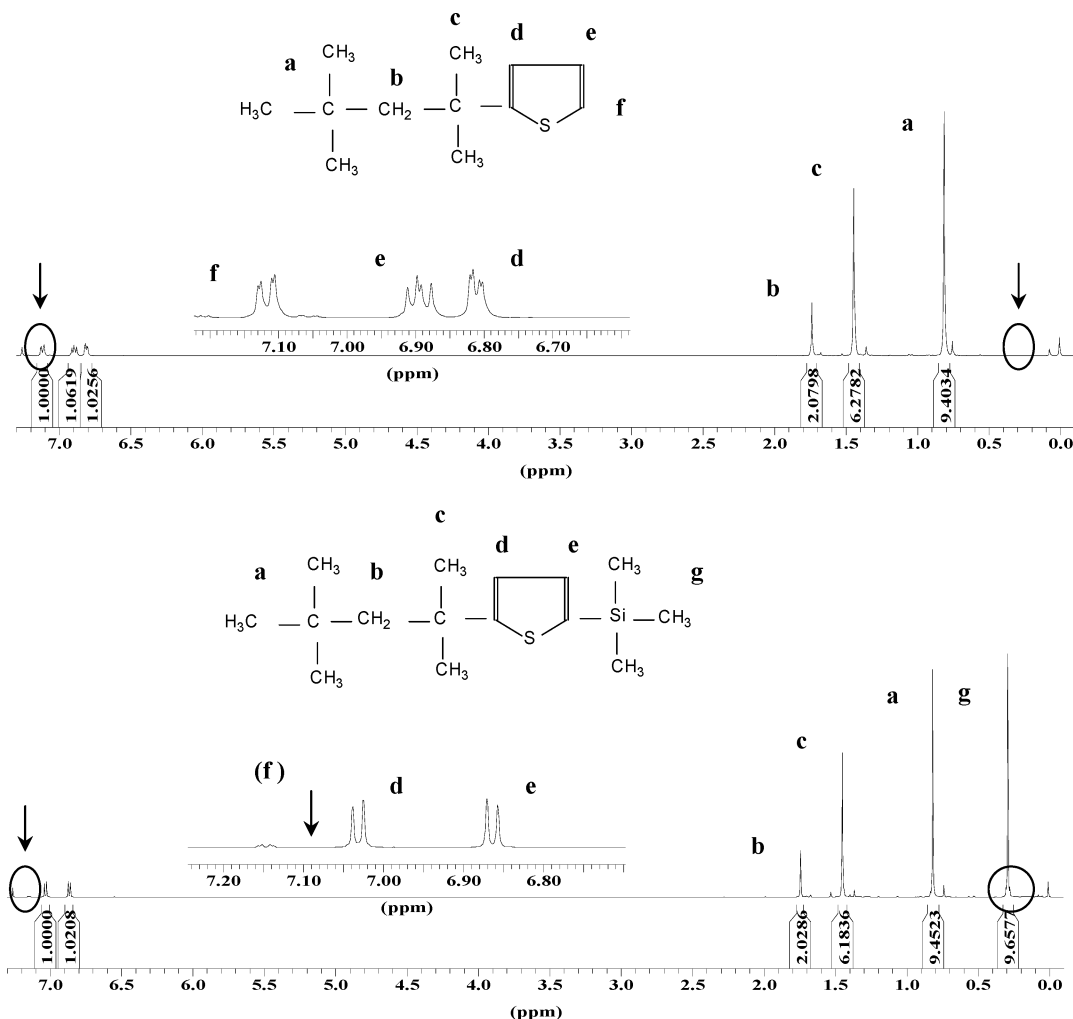 c
CH₃ CH₃ d e
a b
H₃C — C — CH₂ — C S f
CH₃ CH₃
a
c
f e d b
7.10 7.00 6.90 6.80 6.70
(ppm)
1.0000 1.0619 1.0256 2.0798 6.2782 9.4034
7.0 6.5 6.0 5.5 5.0 4.5 4.0 3.5 3.0 2.5 2.0 1.5 1.0 0.5 0.0
(ppm) (ppm)
c
d e
CH₃ CH₃ CH₃
a b g
H₃C — C — CH₂ — C S Si — CH₃
CH₃ CH₃ CH₃
a g
c
(f ) d e
b
7.20 7.10 7.00 6.90 6.80
(ppm)
1.0000 1.0208 2.0286 6.1836 9.4523 9.6577
7.0 6.5 6.0 5.5 5.0 4.5 4.0 3.5 3.0 2.5 2.0 1.5 1.0 0.5 0.0
(ppm)